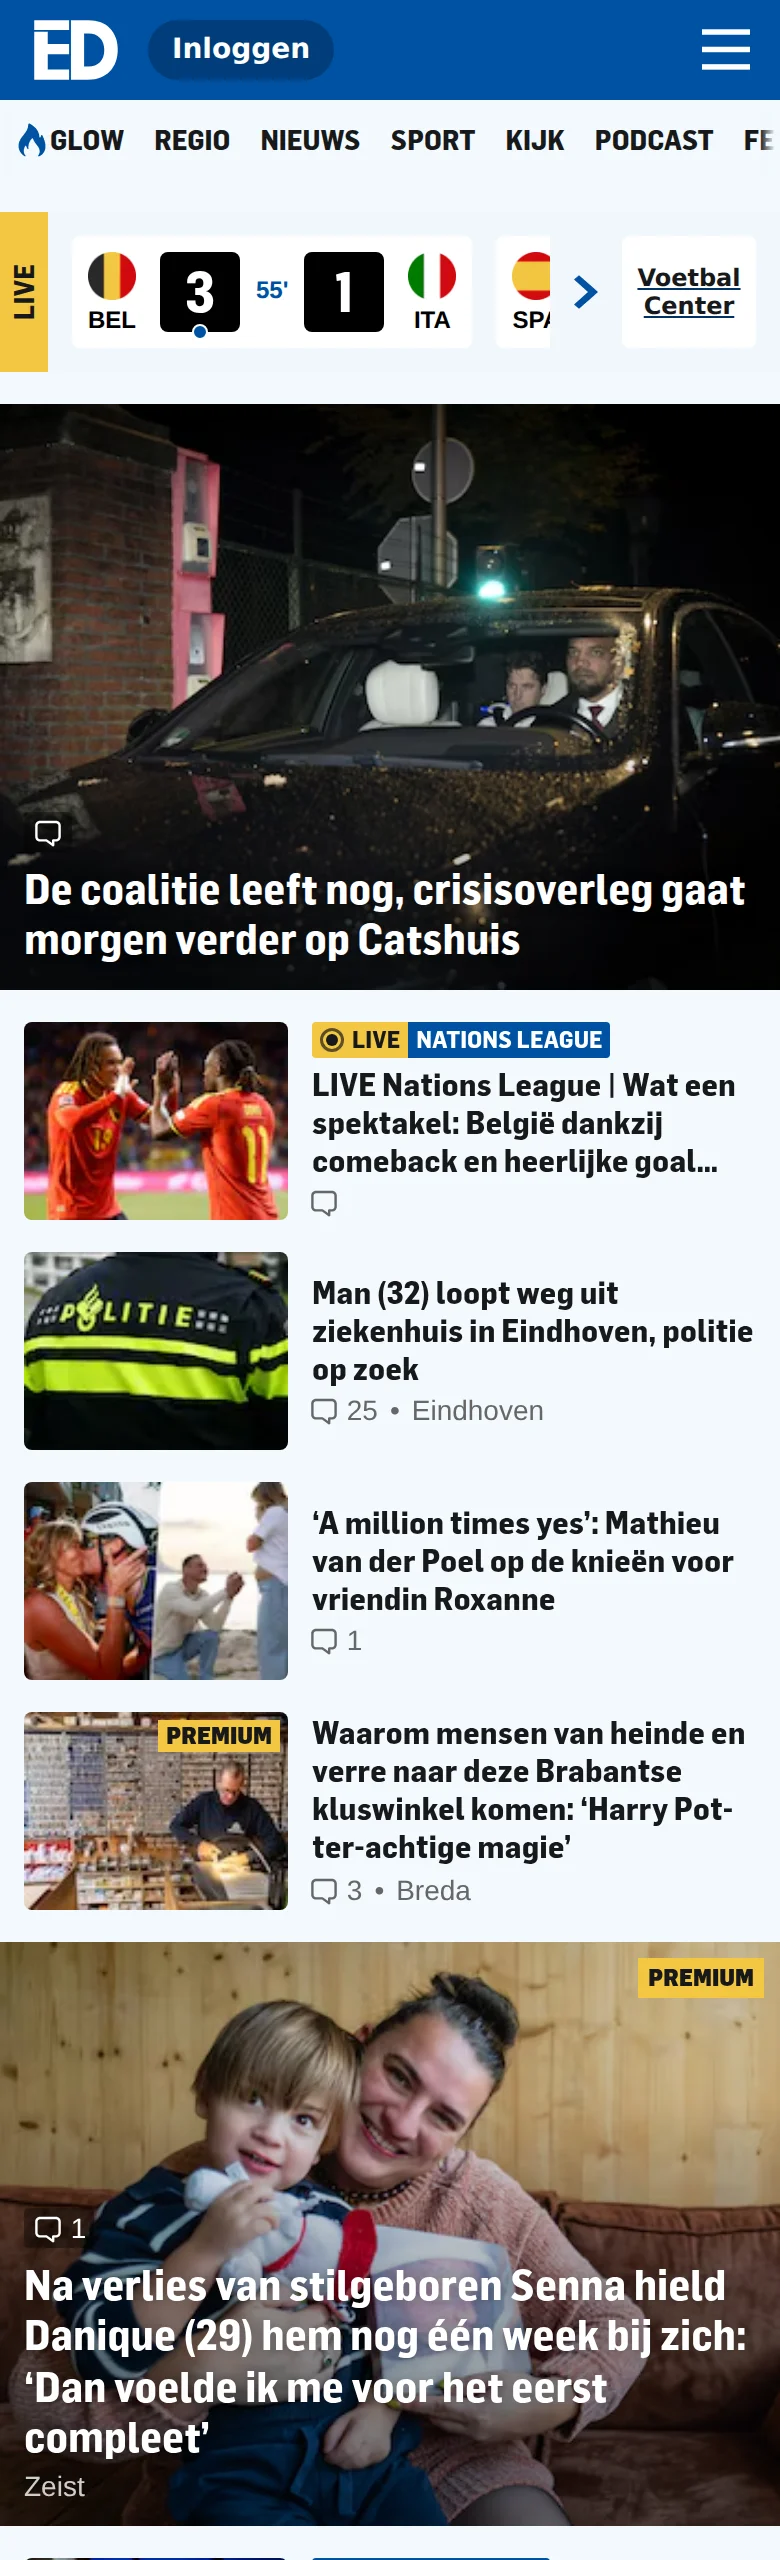 ED
Inloggen
GLOW REGIO NIEUWS SPORT KIJK PODCAST FE
LIVE
BEL
3
55'
1
ITA
SPA
Voetbal
Center
De coalitie leeft nog, crisisoverleg gaat
morgen verder op Catshuis
LIVE NATIONS LEAGUE
LIVE Nations League | Wat een
spektakel: België dankzij
comeback en heerlijke goal...
19
11
POLITIE
Man (32) loopt weg uit
ziekenhuis in Eindhoven, politie
op zoek
25 • Eindhoven
‘A million times yes’: Mathieu
van der Poel op de knieën voor
vriendin Roxanne
1
PREMIUM
Waarom mensen van heinde en
verre naar deze Brabantse
kluswinkel komen: ‘Harry Pot-
ter-achtige magie’
3 • Breda
PREMIUM
1
Na verlies van stilgeboren Senna hield
Danique (29) hem nog één week bij zich:
‘Dan voelde ik me voor het eerst
compleet’
Zeist